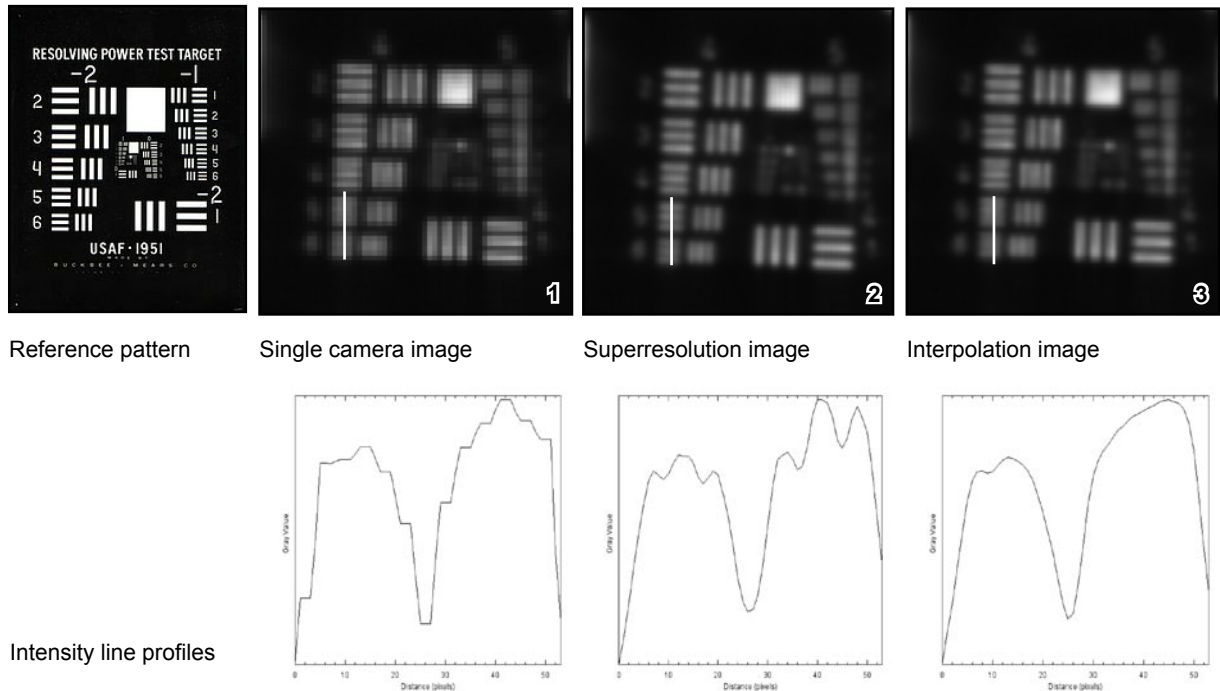 RESOLVING POWER TEST TARGET
-2 -1
2
3
4
5
6
1
2
3
4
5
6
-2
1
USAF · 1951
MADE BY
BUCKBEE - MEARS CO
1
2
3
Reference pattern
Single camera image
Superresolution image
Interpolation image
Gray Value
0 10 20 30 40 50
Distance (pixels)
Gray Value
0 10 20 30 40 50
Distance (pixels)
Gray Value
0 10 20 30 40 50
Distance (pixels)
Intensity line profiles